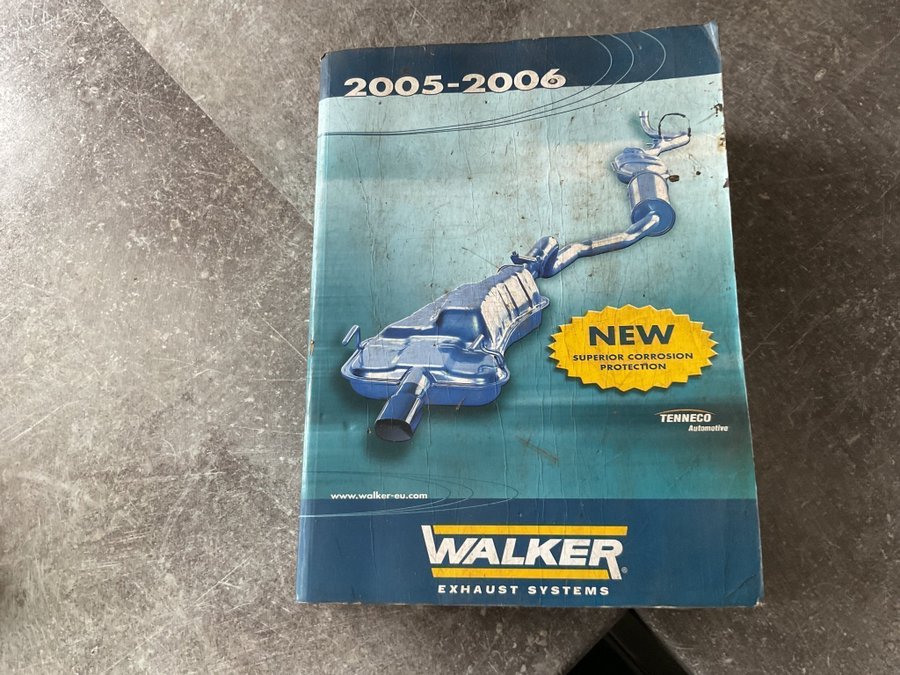 2005-2006
NEW
SUPERIOR CORROSION
PROTECTION
TENNECO
Automotive
www.walker-eu.com
WALKER®
EXHAUST SYSTEMS